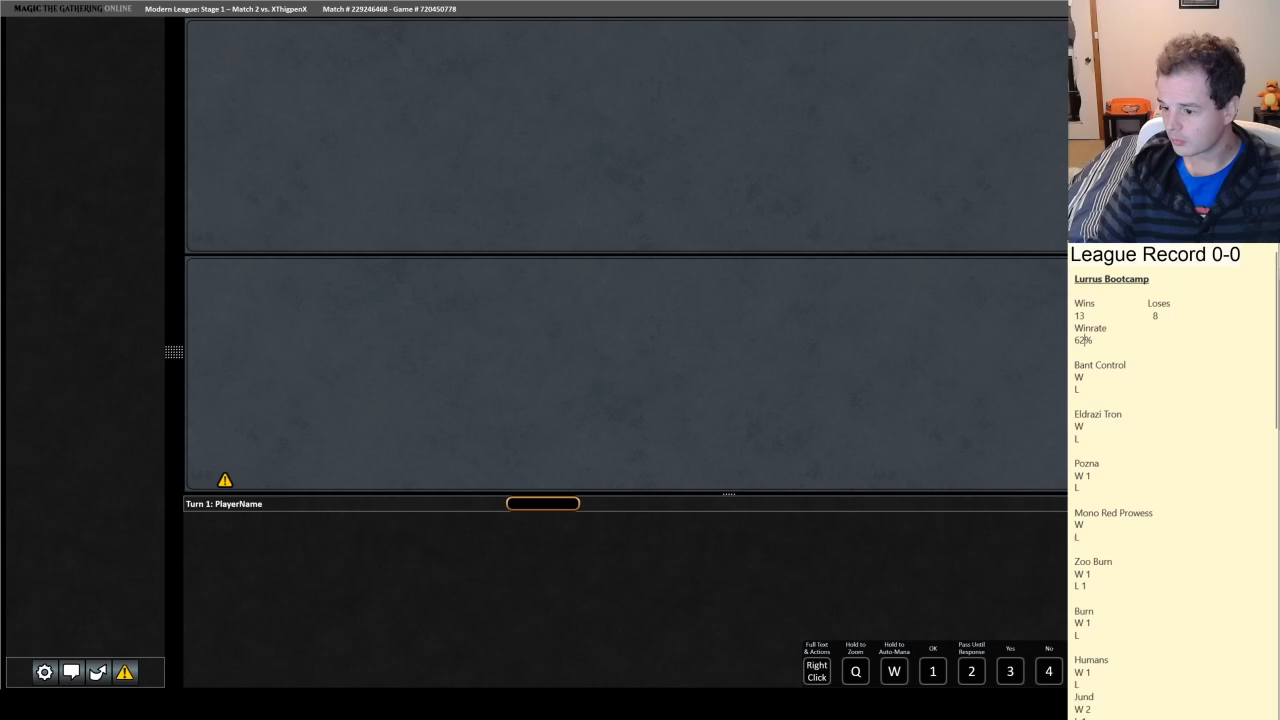 MAGIC THE GATHERING ONLINE
Modern League: Stage 1 – Match 2 vs. XThigpenX
Match # 229246468 - Game # 720450778
Turn 1: PlayerName
Full Text & Actions
Right Click
Hold to Zoom
Q
Hold to Auto-Mana
W
OK
1
Pass Until Response
2
Yes
3
No
4
League Record 0-0
Lurrus Bootcamp
Wins Loses
13 8
Winrate
62%
Bant Control
W
L
Eldrazi Tron
W
L
Pozna
W 1
L
Mono Red Prowess
W
L
Zoo Burn
W 1
L 1
Burn
W 1
L
Humans
W 1
L
Jund
W 2